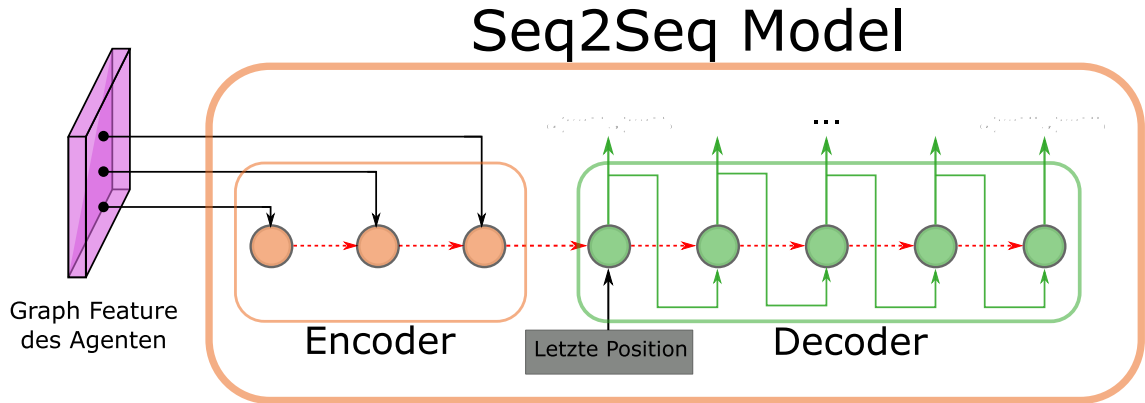 Seq2Seq Model
...
Graph Feature
des Agenten
Encoder
Letzte Position
Decoder